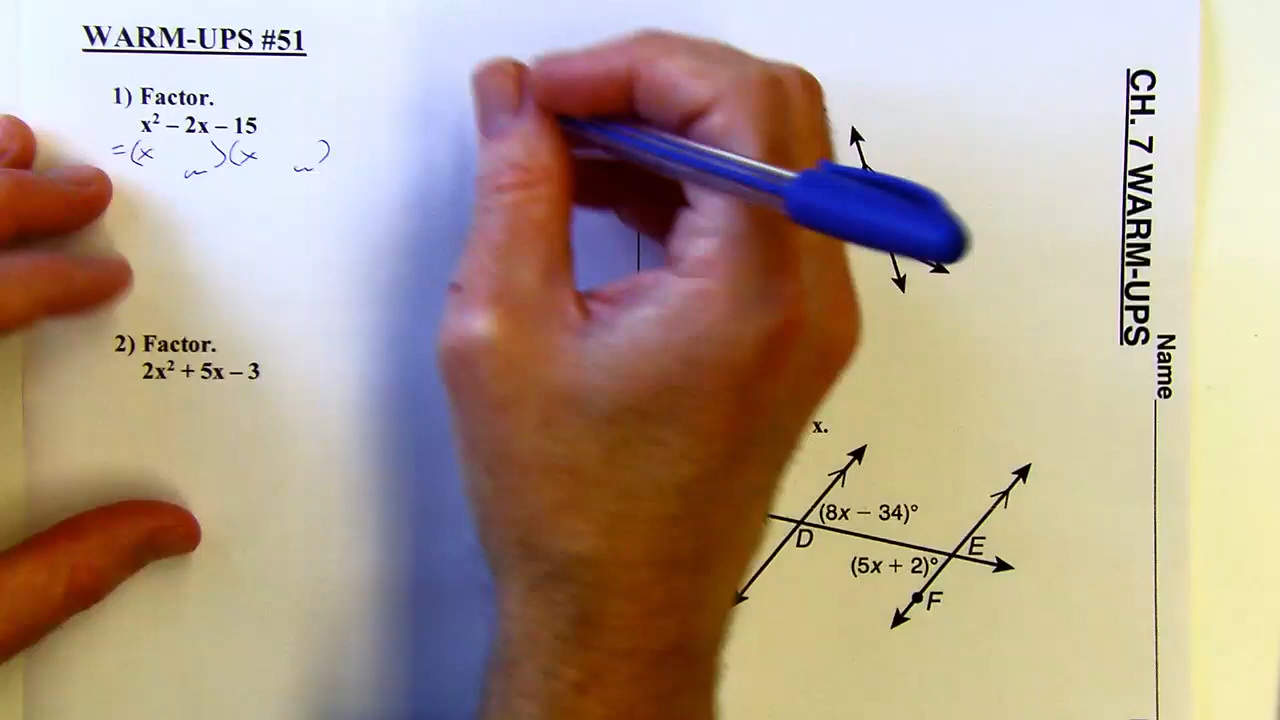 WARM-UPS #51
1) Factor.
x² – 2x – 15
=(x      )(x      )
2) Factor.
2x² + 5x – 3
x.
(8x – 34)°
D
E
(5x + 2)°
F
CH. 7 WARM-UPS
Name